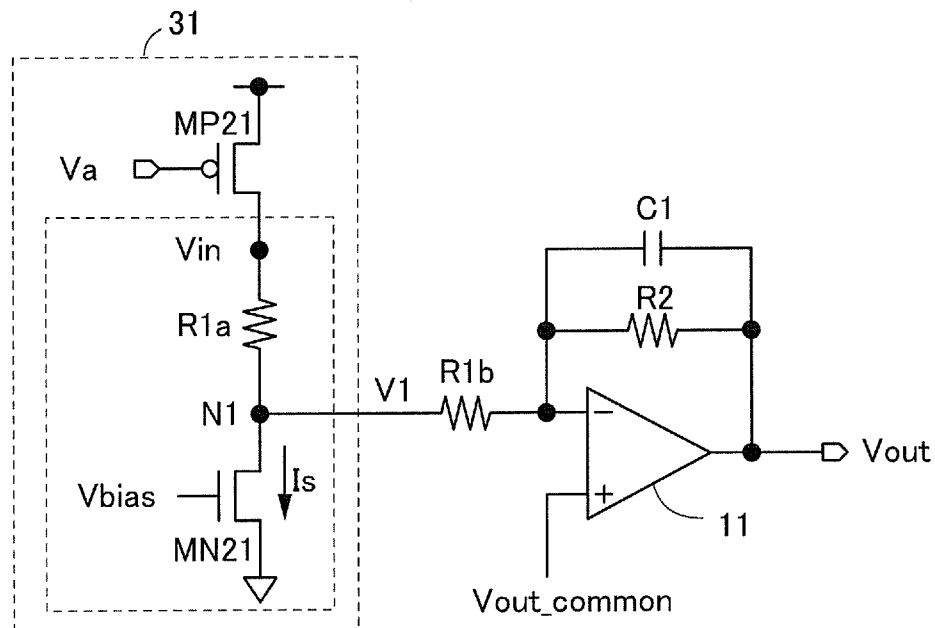 31
MP21
Va
Vin
R1a
N1
V1
R1b
Vbias
Is
MN21
C1
R2
−
+
11
Vout
Vout_common